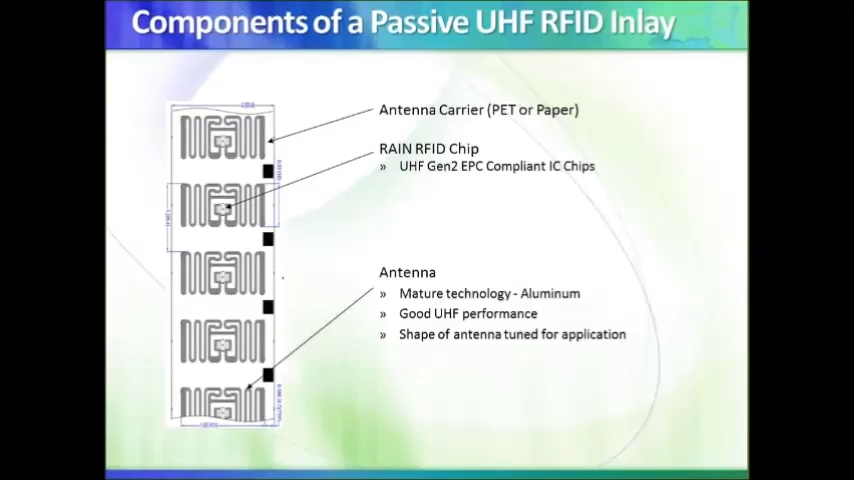 Components of a Passive UHF RFID Inlay
Antenna Carrier (PET or Paper)
RAIN RFID Chip
» UHF Gen2 EPC Compliant IC Chips
Antenna
» Mature technology - Aluminum
» Good UHF performance
» Shape of antenna tuned for application